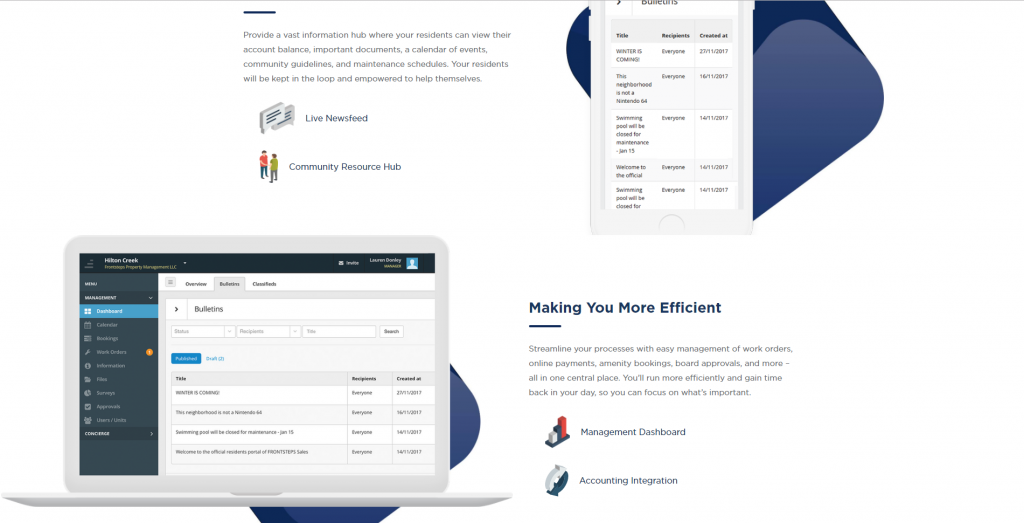 Provide a vast information hub where your residents can view their
account balance, important documents, a calendar of events,
community guidelines, and maintenance schedules. Your residents
will be kept in the loop and empowered to help themselves.
Live Newsfeed
Community Resource Hub
Bulletins
Title Recipients Created at
WINTER IS
COMING!
Everyone 27/11/2017
This
neighborhood
is not a
Nintendo 64
Everyone 16/11/2017
Swimming
pool will be
closed for
maintenance
- Jan 15
Everyone 14/11/2017
Welcome to
the official
Everyone 14/11/2017
Swimming
pool will be
closed for
Everyone 14/11/2017
Hilton Creek
Frontsteps Property Management LLC
Invite
Lauren Donley
MANAGER
MENU
MANAGEMENT
Dashboard
Calendar
Bookings
Work Orders
Information
Files
Surveys
Approvals
Users / Units
CONCIERGE
Overview Bulletins Classifieds
Bulletins
Status Recipients Title Search
Published Draft (2)
Title Recipients Created at
WINTER IS COMING! Everyone 27/11/2017
This neighborhood is not a Nintendo 64 Everyone 16/11/2017
Swimming pool will be closed for maintenance - Jan 15 Everyone 14/11/2017
Welcome to the official residents portal of FRONTSTEPS Sales Everyone 14/11/2017
Making You More Efficient
Streamline your processes with easy management of work orders,
online payments, amenity bookings, board approvals, and more –
all in one central place. You'll run more efficiently and gain time
back in your day, so you can focus on what's important.
Management Dashboard
Accounting Integration